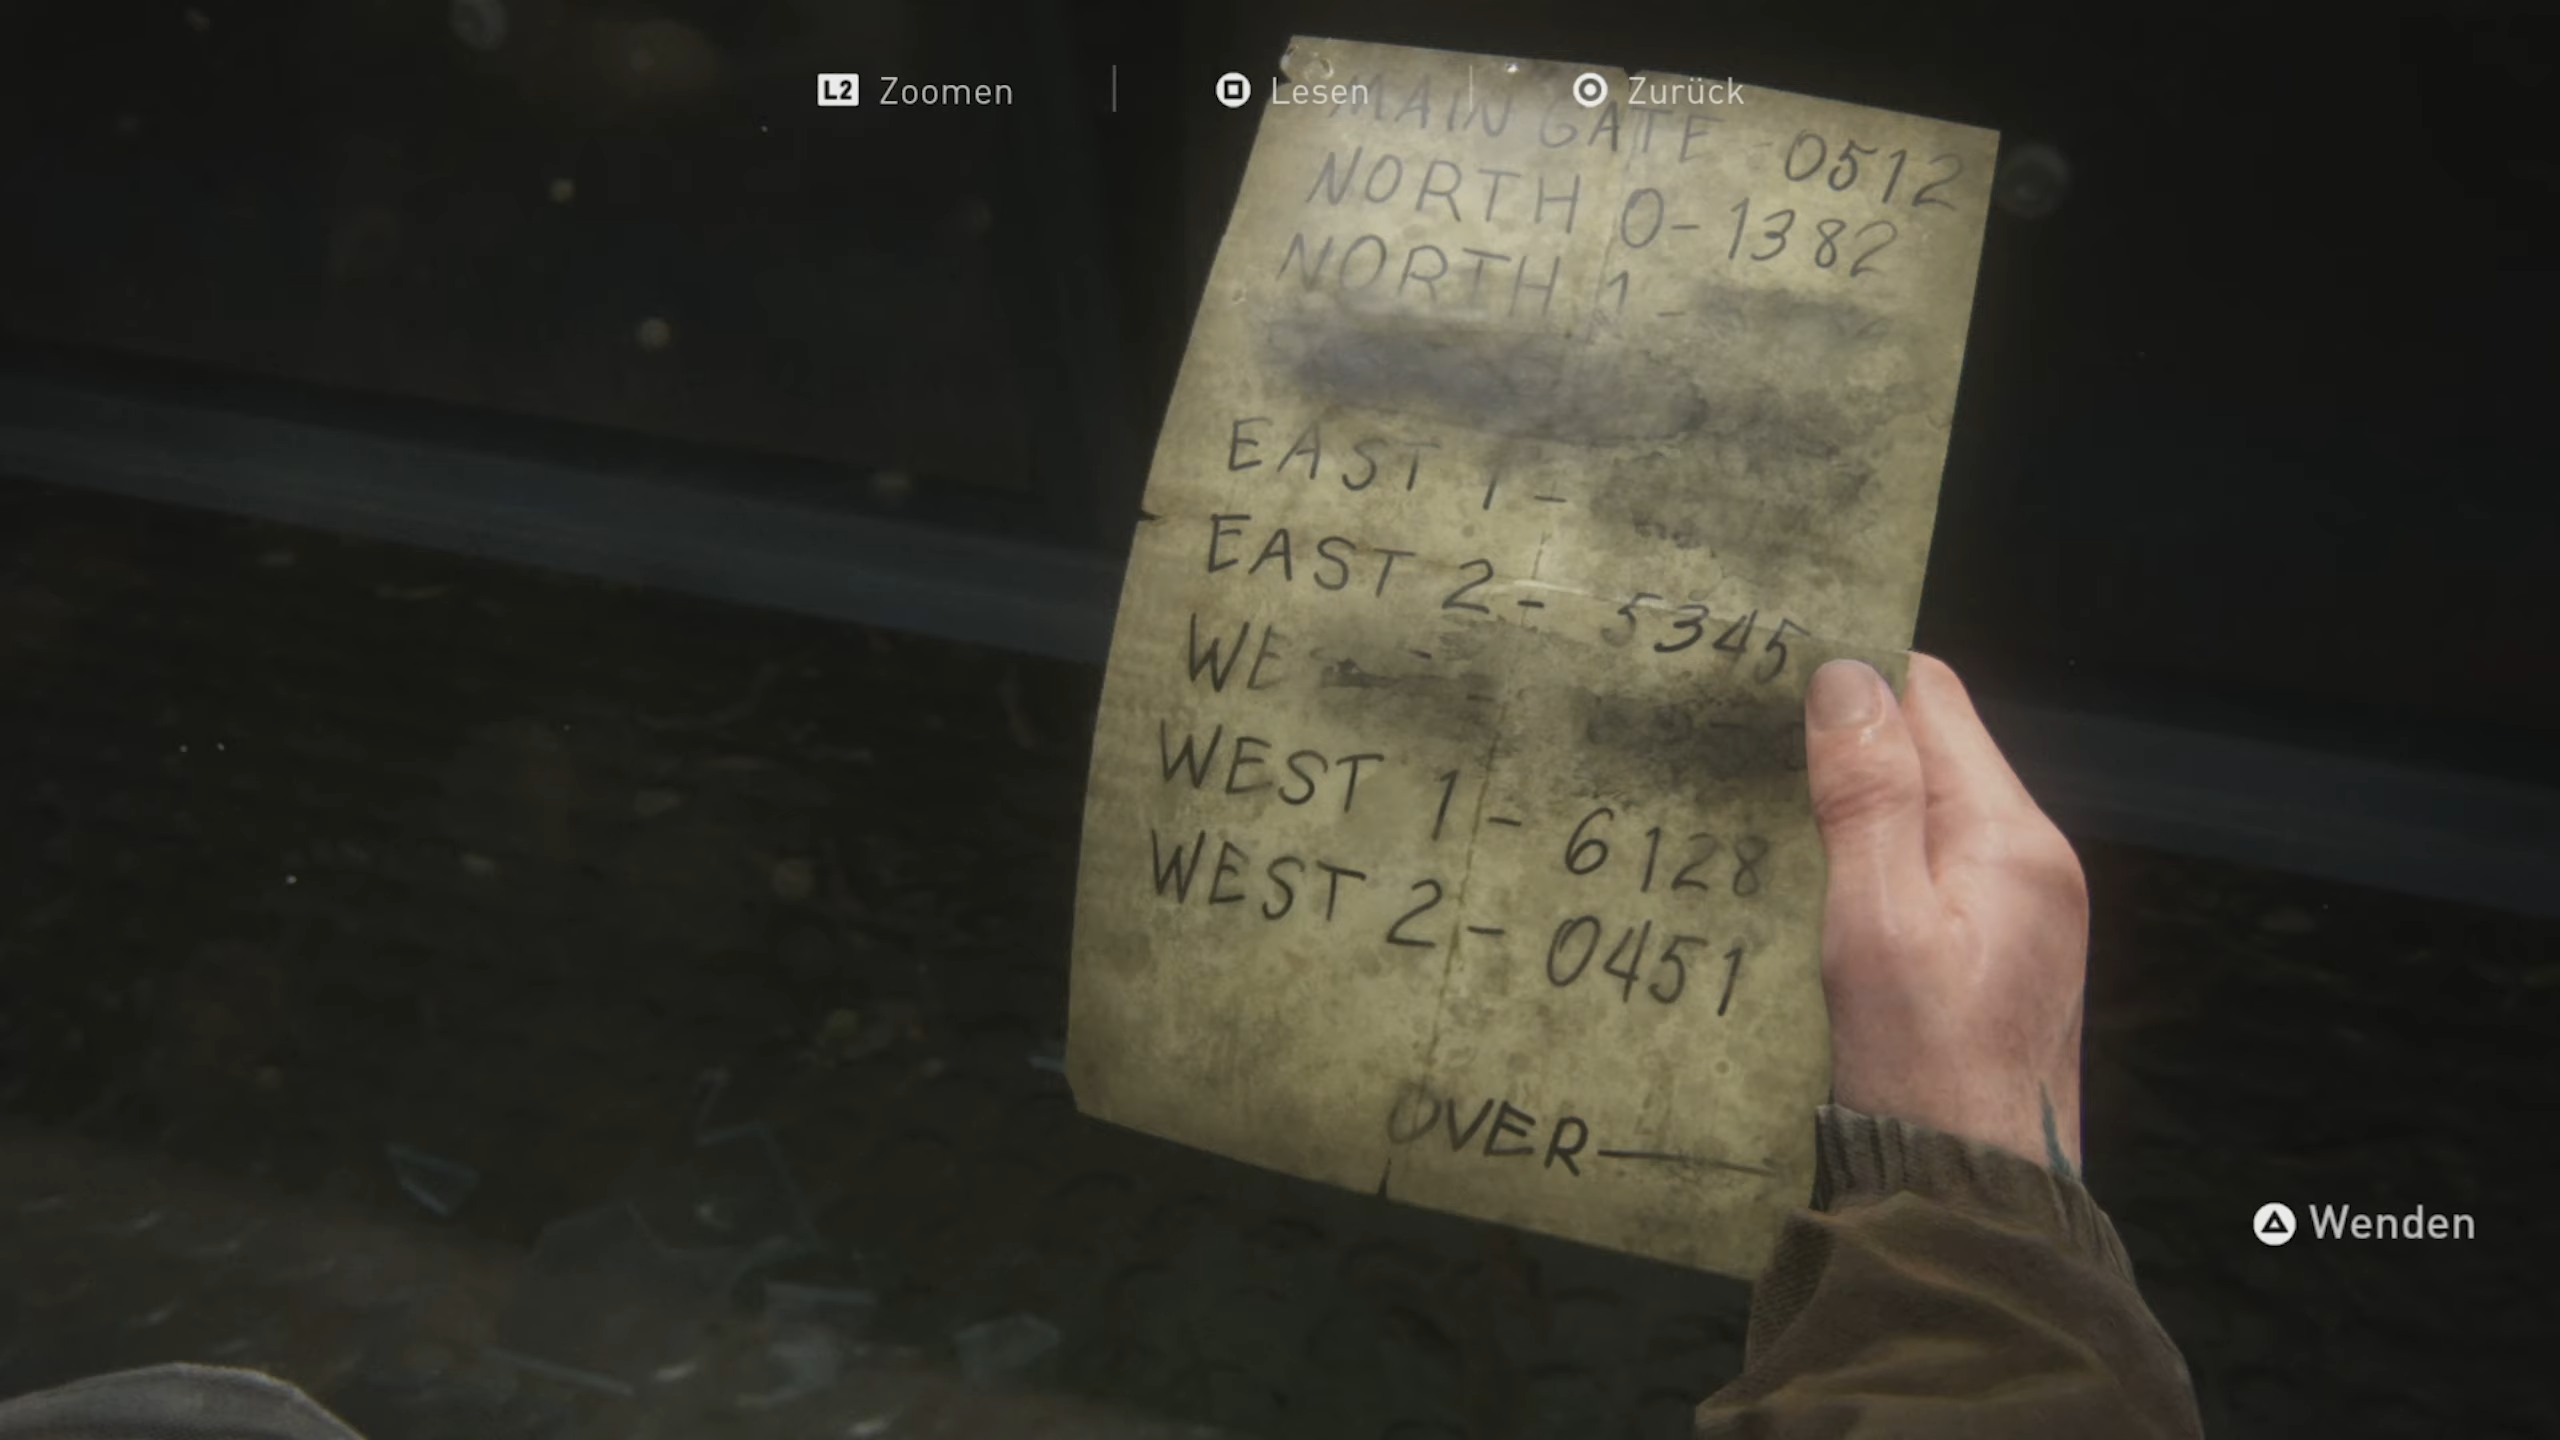 L2 Zoomen | Lesen | Zurück
MAIN GATE - 0512
NORTH 0- 1382
NORTH 1 -
EAST 1 -
EAST 2 - 5345
WE
WEST 1 - 6128
WEST 2 - 0451
OVER
Wenden